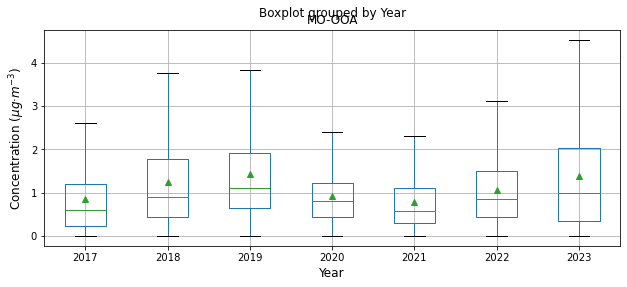 Boxplot grouped by Year
MO-OOA
Concentration (μg·m⁻³)
4
3
2
1
0
2017 2018 2019 2020 2021 2022 2023
Year